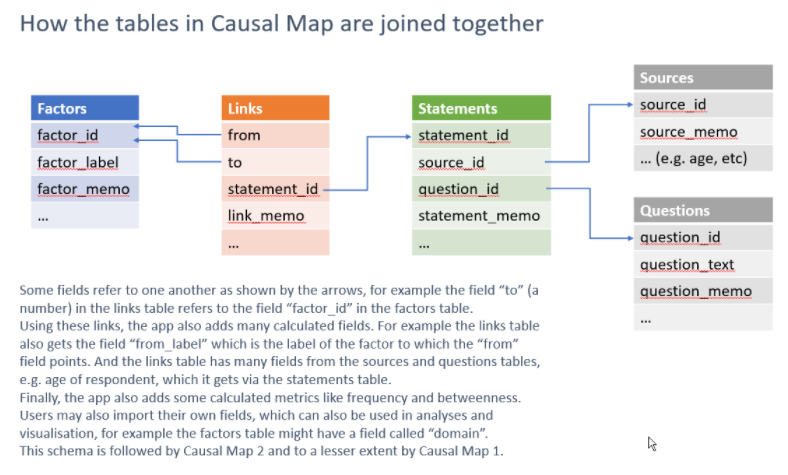 How the tables in Causal Map are joined together
Factors
factor_id
factor_label
factor_memo
...
Links
from
to
statement_id
link_memo
...
Statements
statement_id
source_id
question_id
statement_memo
...
Sources
source_id
source_memo
... (e.g. age, etc)
Questions
question_id
question_text
question_memo
...
Some fields refer to one another as shown by the arrows, for example the field “to” (a
number) in the links table refers to the field “factor_id” in the factors table.
Using these links, the app also adds many calculated fields. For example the links table
also gets the field “from_label” which is the label of the factor to which the “from”
field points. And the links table has many fields from the sources and questions tables,
e.g. age of respondent, which it gets via the statements table.
Finally, the app also adds some calculated metrics like frequency and betweenness.
Users may also import their own fields, which can also be used in analyses and
visualisation, for example the factors table might have a field called “domain”.
This schema is followed by Causal Map 2 and to a lesser extent by Causal Map 1.